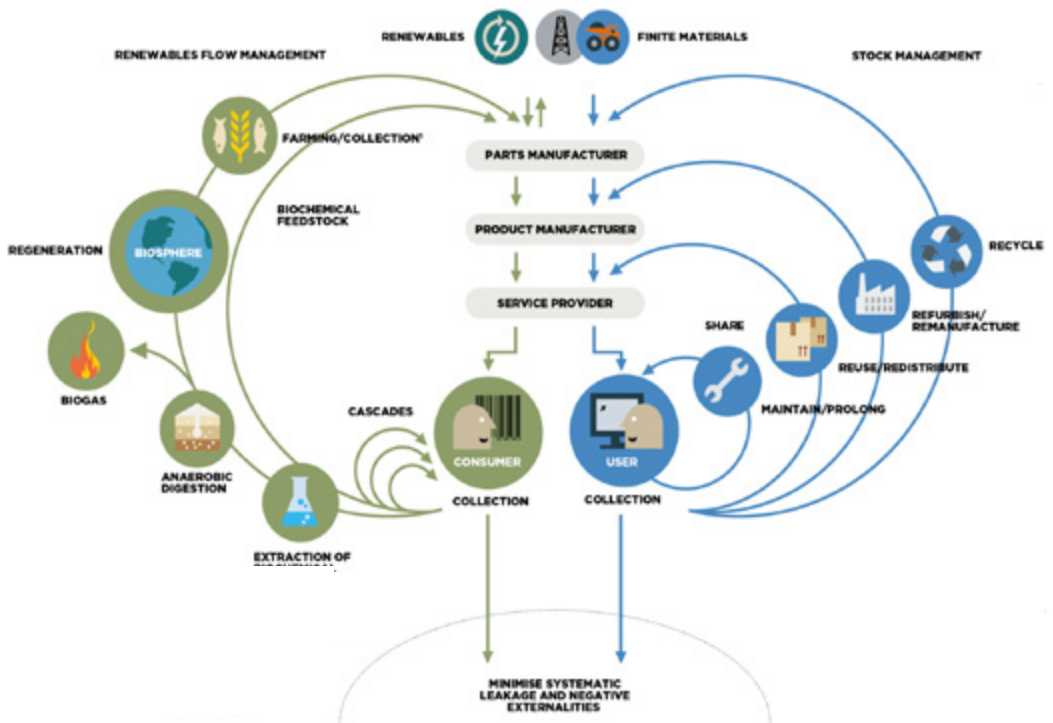 RENEWABLES
FINITE MATERIALS
RENEWABLES FLOW MANAGEMENT
STOCK MANAGEMENT
FARMING/COLLECTION¹
PARTS MANUFACTURER
BIOCHEMICAL
FEEDSTOCK
PRODUCT MANUFACTURER
REGENERATION
BIOSPHERE
RECYCLE
SERVICE PROVIDER
REFURBISH/
REMANUFACTURE
SHARE
REUSE/REDISTRIBUTE
BIOGAS
CASCADES
MAINTAIN/PROLONG
CONSUMER
USER
ANAEROBIC
DIGESTION
COLLECTION
COLLECTION
EXTRACTION OF
MINIMISE SYSTEMATIC
LEAKAGE AND NEGATIVE
EXTERNALITIES